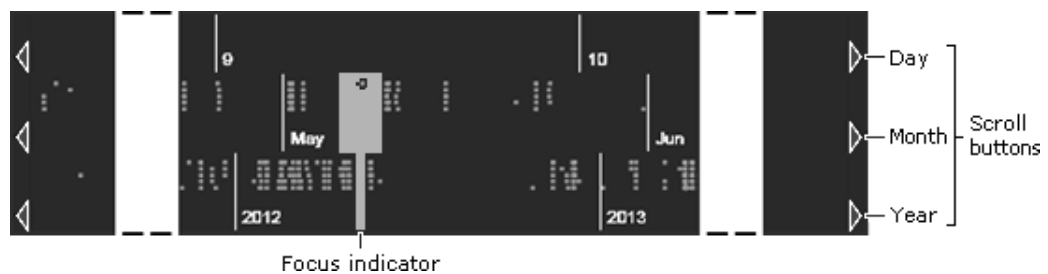 9
10
Day
May
Jun
Month
Scroll
buttons
2012
2013
Year
Focus indicator